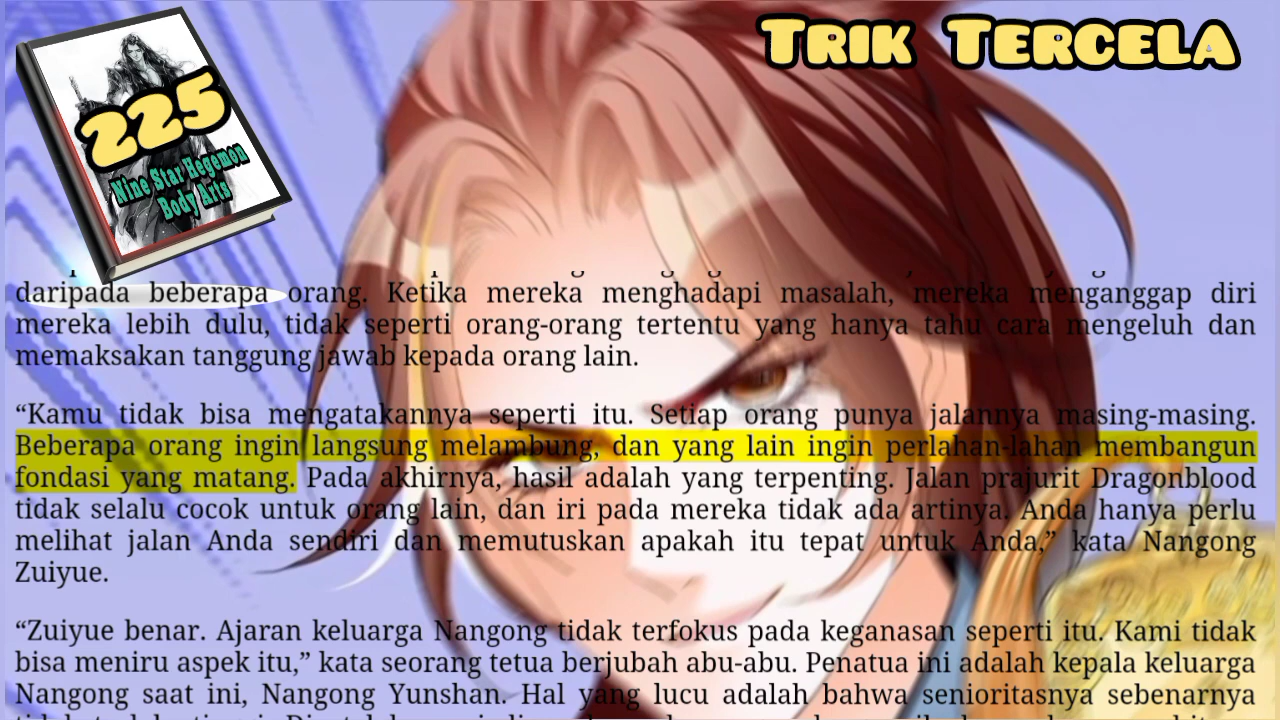 Trik Tercela
225
Nine Star Hegemon
Body Arts
daripada beberapa orang. Ketika mereka menghadapi masalah, mereka menganggap diri
mereka lebih dulu, tidak seperti orang-orang tertentu yang hanya tahu cara mengeluh dan
memaksakan tanggung jawab kepada orang lain.
“Kamu tidak bisa mengatakannya seperti itu. Setiap orang punya jalannya masing-masing.
Beberapa orang ingin langsung melambung, dan yang lain ingin perlahan-lahan membangun
fondasi yang matang. Pada akhirnya, hasil adalah yang terpenting. Jalan prajurit Dragonblood
tidak selalu cocok untuk orang lain, dan iri pada mereka tidak ada artinya. Anda hanya perlu
melihat jalan Anda sendiri dan memutuskan apakah itu tepat untuk Anda,” kata Nangong
Zuiyue.
“Zuiyue benar. Ajaran keluarga Nangong tidak terfokus pada keganasan seperti itu. Kami tidak
bisa meniru aspek itu,” kata seorang tetua berjubah abu-abu. Penatua ini adalah kepala keluarga
Nangong saat ini, Nangong Yunshan. Hal yang lucu adalah bahwa senioritasnya sebenarnya